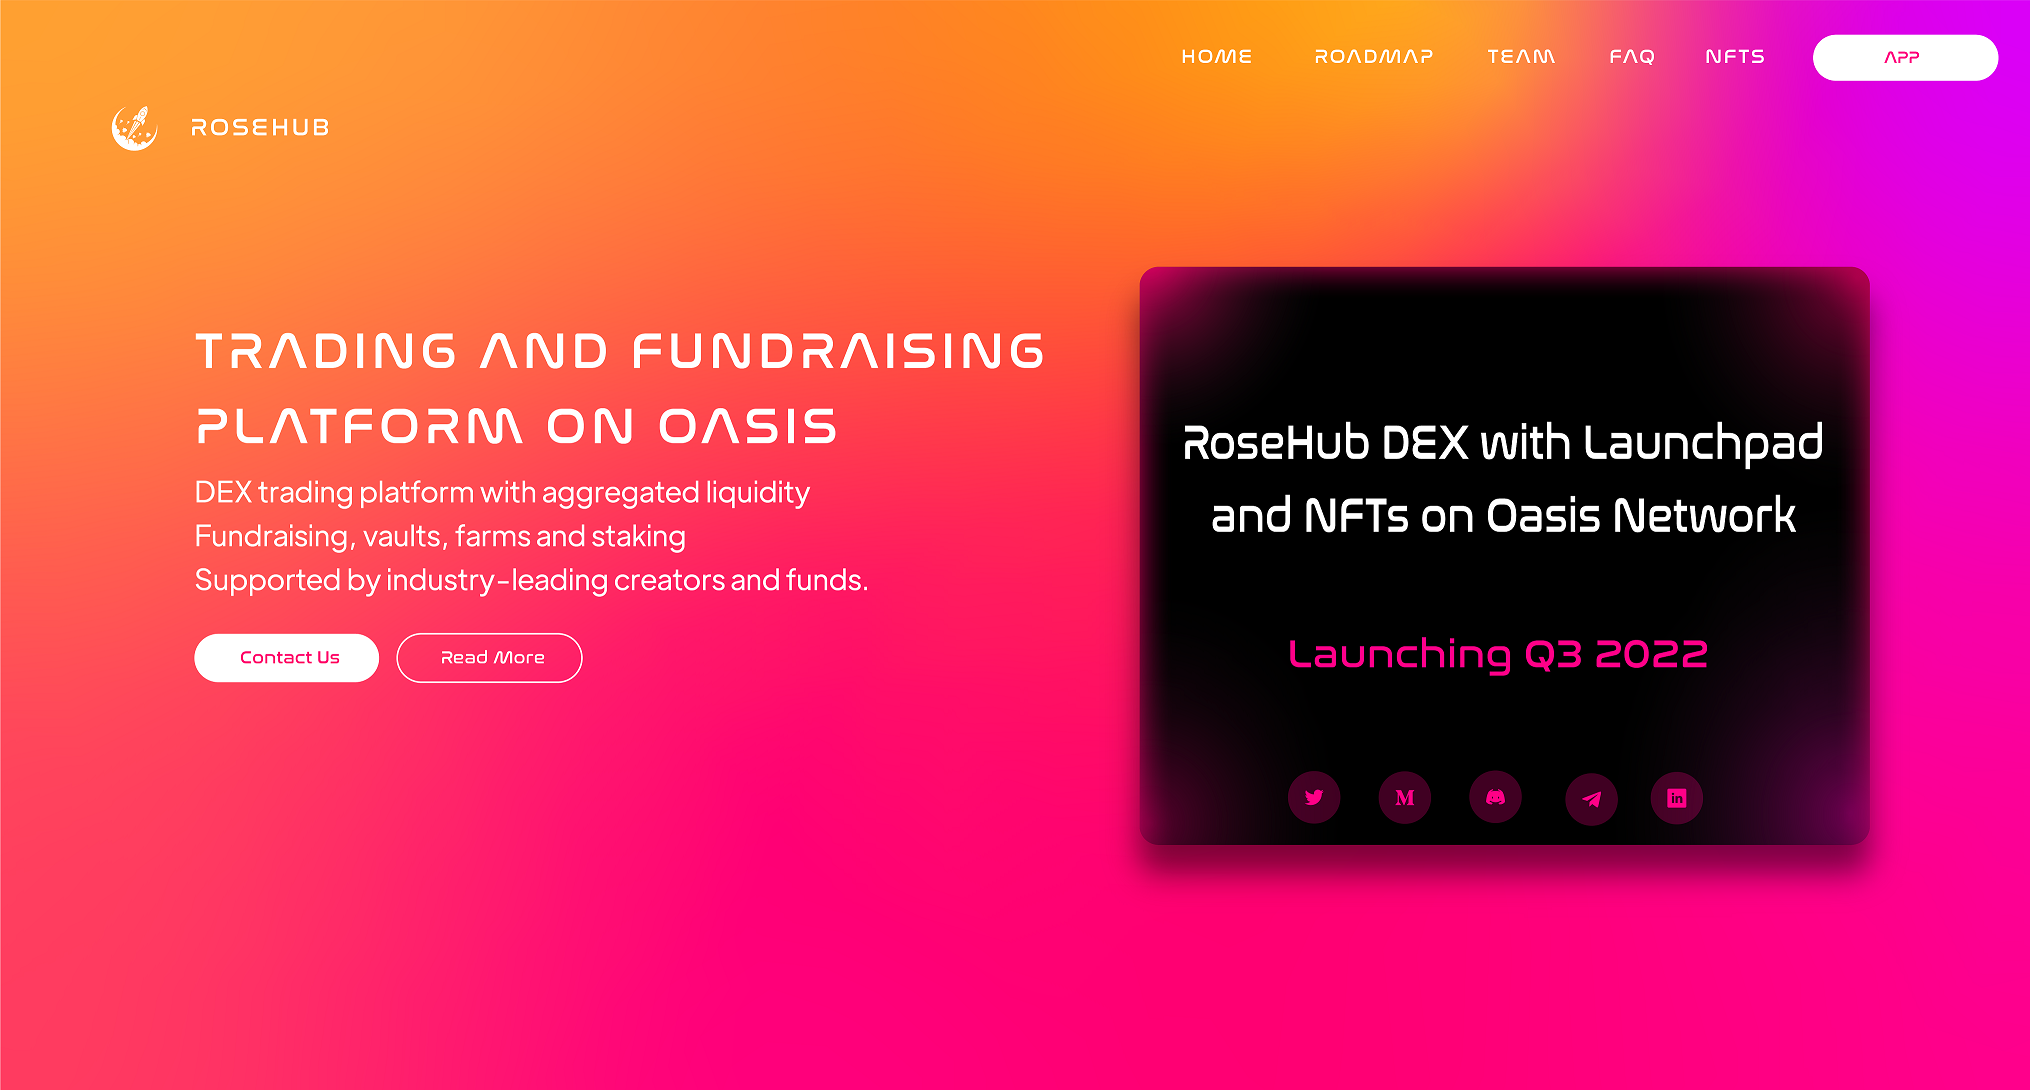 HOME ROADMAP TEAM FAQ NFTS APP
ROSEHUB
TRADING AND FUNDRAISING
PLATFORM ON OASIS
DEX trading platform with aggregated liquidity
Fundraising, vaults, farms and staking
Supported by industry-leading creators and funds.
Contact Us Read More
RoseHub DEX with Launchpad
and NFTs on Oasis Network
Launching Q3 2022